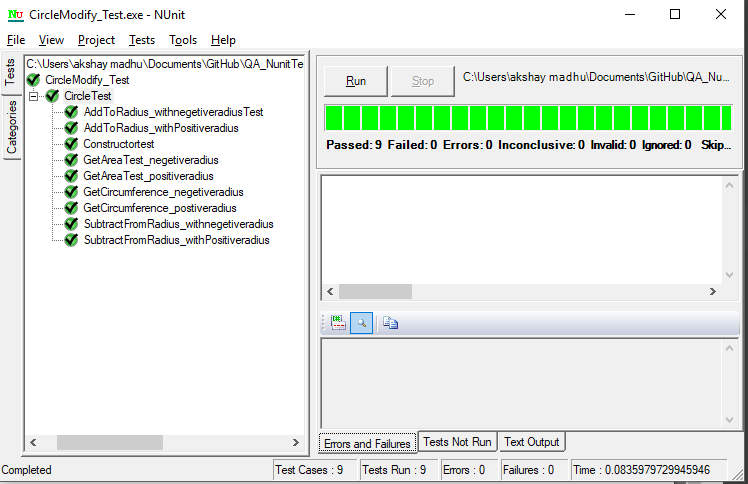 CircleModify_Test.exe - NUnit
File View Project Tests Tools Help
Tests
Categories
C:\Users\akshay madhu\Documents\GitHub\QA_NunitTe
CircleModify_Test
CircleTest
AddToRadius_withnegetiveradiusTest
AddToRadius_withPositiveradius
Constructortest
GetAreaTest_negetiveradius
GetAreaTest_positiveradius
GetCircumference_negetiveradius
GetCircumference_postiveradius
SubtractFromRadius_withnegetiveradius
SubtractFromRadius_withPositiveradius
Run Stop C:\Users\akshay madhu\Documents\GitHub\QA_Nu...
Passed: 9 Failed: 0 Errors: 0 Inconclusive: 0 Invalid: 0 Ignored: 0 Skip...
Errors and Failures Tests Not Run Text Output
Completed Test Cases : 9 Tests Run : 9 Errors : 0 Failures : 0 Time : 0.0835979729945946